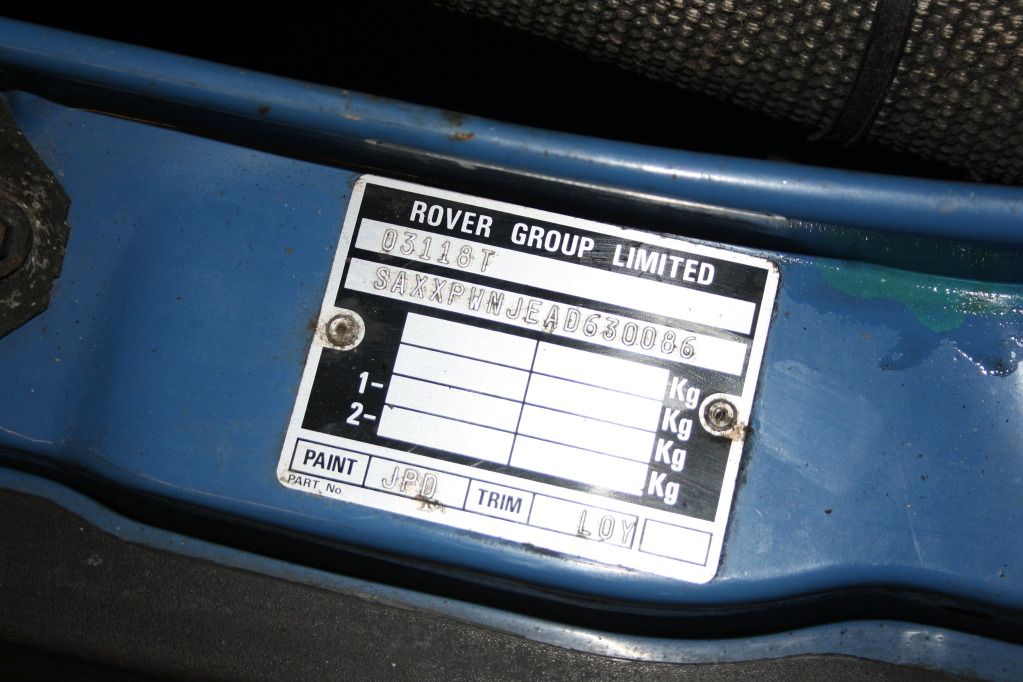 ROVER GROUP LIMITED
03118T
SAXXPWNJEAD630086
Kg
1- Kg
2- Kg
Kg
PAINT JPD TRIM LOY
PART. No.